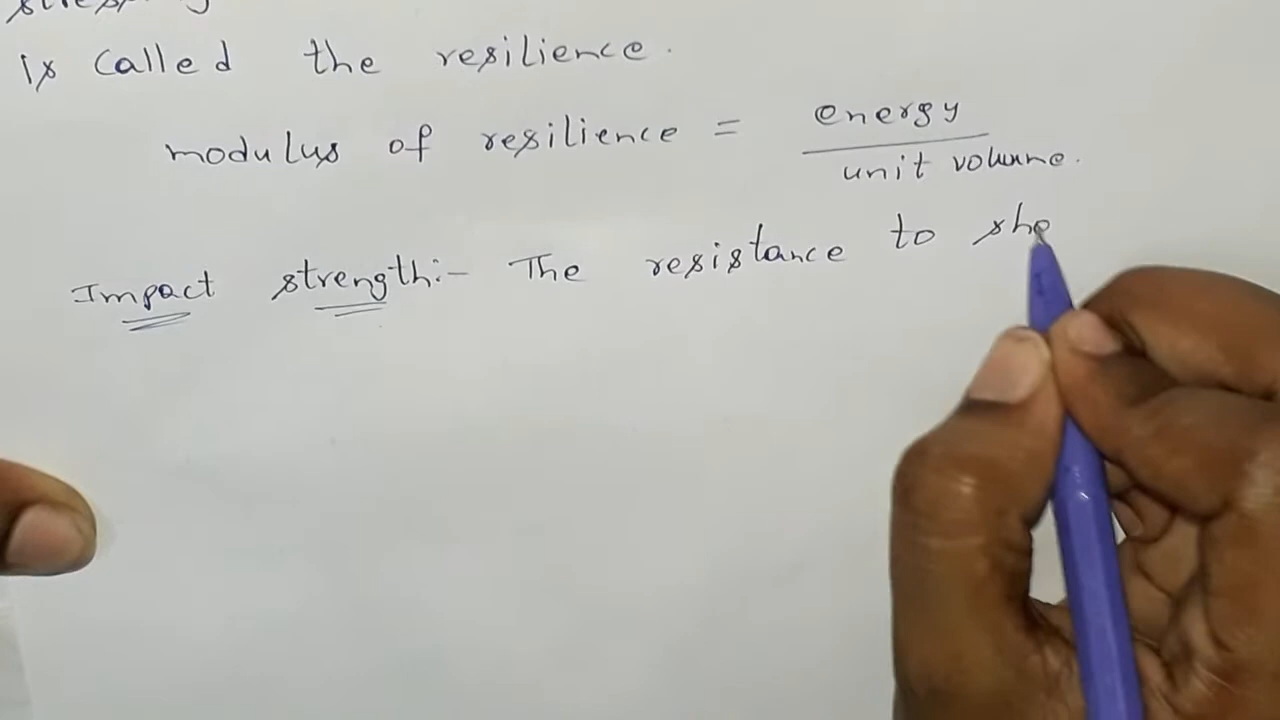 is called the resilience.
modulus of resilience = energy
unit volume.
Impact strength:- The resistance to sho